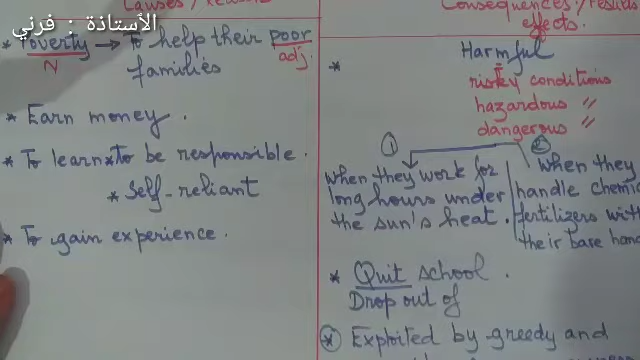 الأستاذة : فرني
Causes / Reasons
* Poverty → To help their poor
N
adj.
families
* Earn money .
* To learn * to be responsible .
* Self-reliant
* To gain experience .
Consequences / results
effects.
* Harmful
risky conditions
hazardous //
dangerous //
①
when they work for
long hours under
the sun's heat .
②
when they
handle chemic
fertilizers with
their bare hand
* Quit school .
Drop out of
* Exploited by greedy and